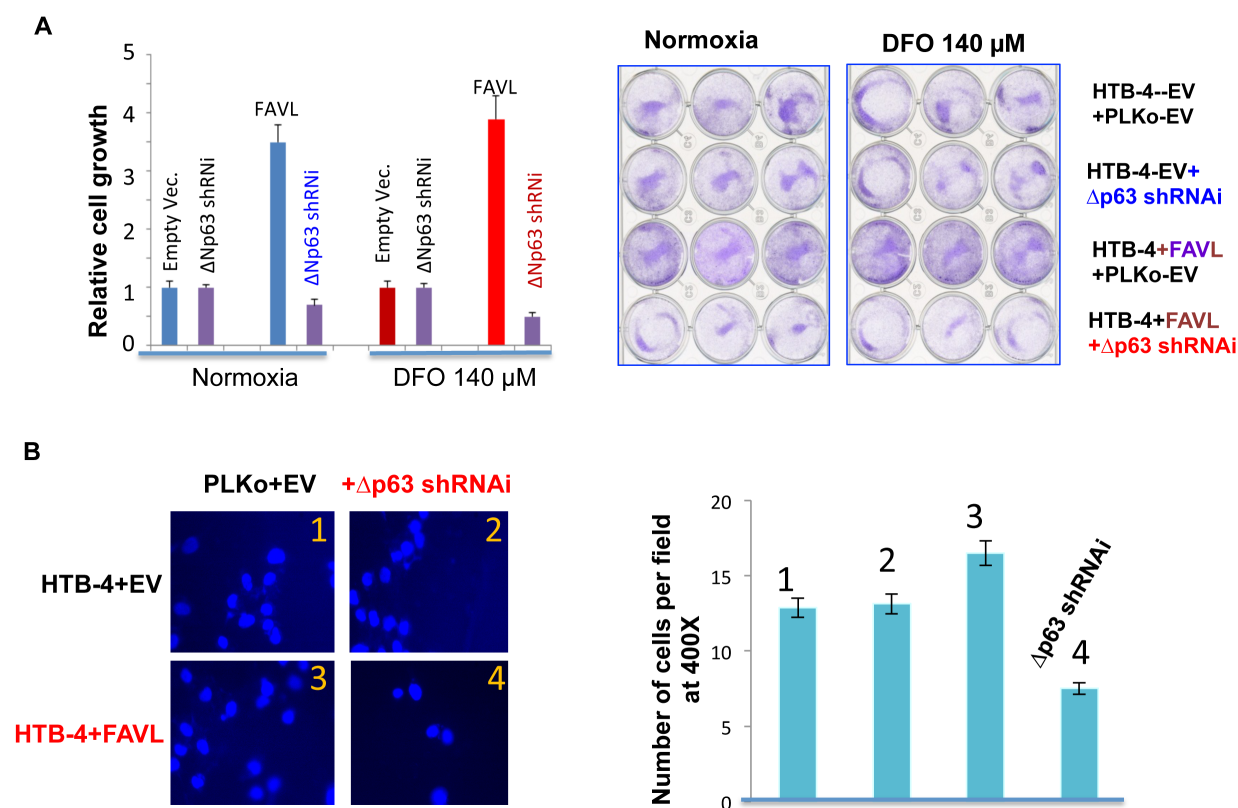 A
Relative cell growth
5
4
3
2
1
0
Empty Vec.
ΔNp63 shRNi
FAVL
ΔNp63 shRNi
Empty Vec.
ΔNp63 shRNi
FAVL
ΔNp63 shRNi
Normoxia
DFO 140 µM
Normoxia
DFO 140 µM
HTB-4--EV
+PLKo-EV
HTB-4-EV+
Δp63 shRNAi
HTB-4+FAVL
+PLKo-EV
HTB-4+FAVL
+Δp63 shRNAi
B
PLKo+EV
+Δp63 shRNAi
HTB-4+EV
HTB-4+FAVL
1
2
3
4
Number of cells per field
at 400X
20
15
10
5
0
1
2
3
Δp63 shRNAi
4